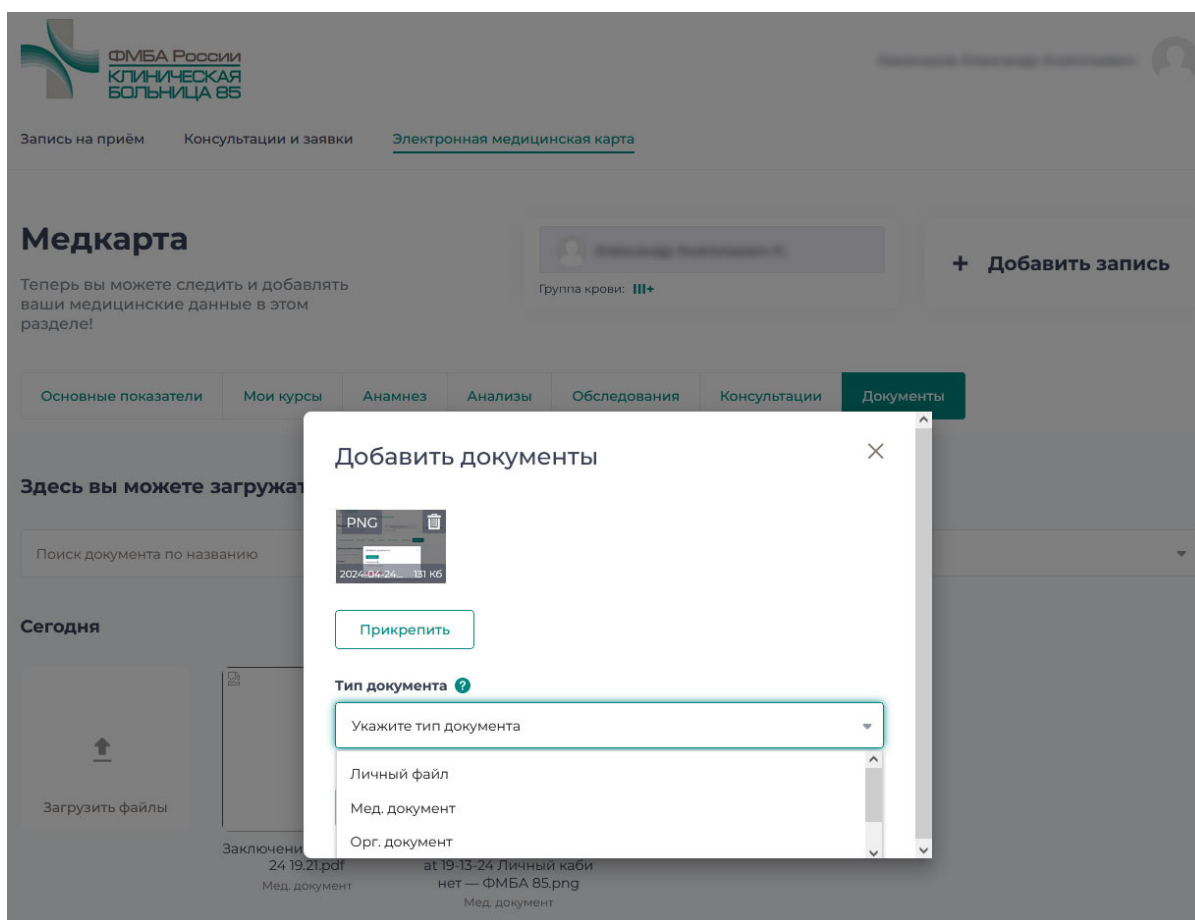 ФМБА России
КЛИНИЧЕСКАЯ
БОЛЬНИЦА 85
Запись на приём Консультации и заявки Электронная медицинская карта
Медкарта
Теперь вы можете следить и добавлять
ваши медицинские данные в этом
разделе!
Группа крови: III+
+ Добавить запись
Основные показатели Мои курсы Анамнез Анализы Обследования Консультации Документы
Здесь вы можете загружат
Поиск документа по названию
Сегодня
Загрузить файлы
Добавить документы
PNG
2024-04-24... 131 Кб
Прикрепить
Тип документа ?
Укажите тип документа
Личный файл
Мед. документ
Орг. документ
Заключени
24 19.21.pdf
Мед. документ
at 19-13-24 Личный каби
нет — ФМБА 85.png
Мед. документ